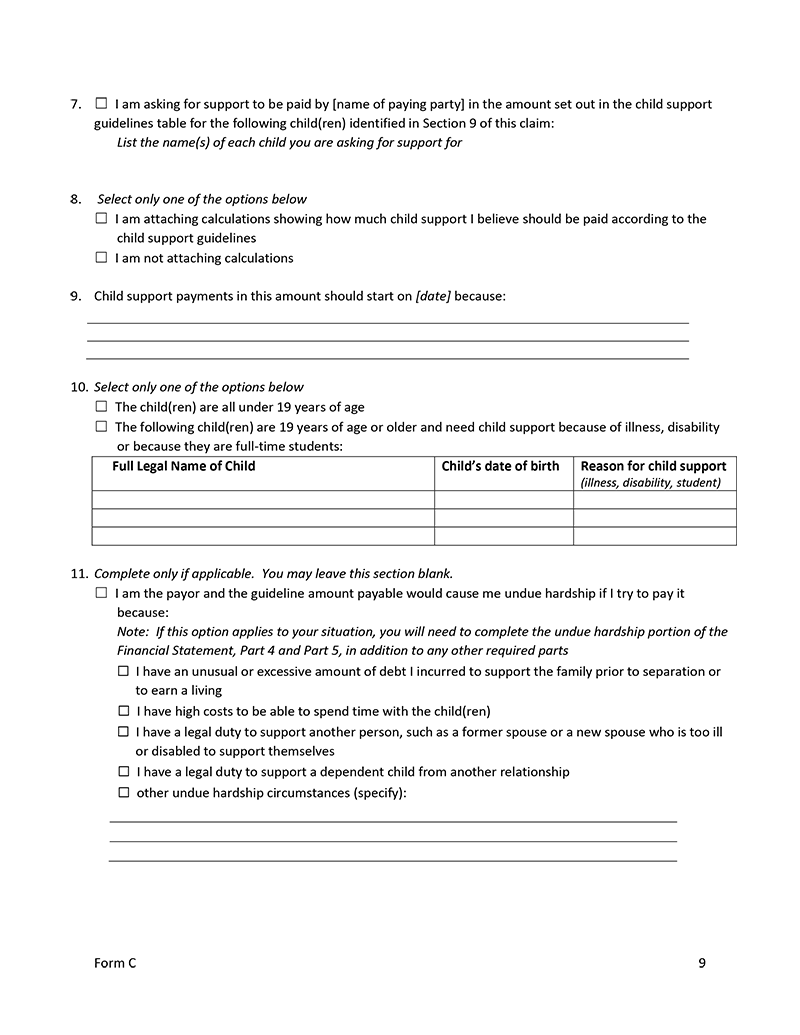 7. ☐ I am asking for support to be paid by [name of paying party] in the amount set out in the child support
guidelines table for the following child(ren) identified in Section 9 of this claim:
List the name(s) of each child you are asking for support for
8. Select only one of the options below
☐ I am attaching calculations showing how much child support I believe should be paid according to the
child support guidelines
☐ I am not attaching calculations
9. Child support payments in this amount should start on [date] because:
10. Select only one of the options below
☐ The child(ren) are all under 19 years of age
☐ The following child(ren) are 19 years of age or older and need child support because of illness, disability
or because they are full-time students:
Full Legal Name of Child Child's date of birth Reason for child support
(illness, disability, student)
11. Complete only if applicable. You may leave this section blank.
☐ I am the payor and the guideline amount payable would cause me undue hardship if I try to pay it
because:
Note: If this option applies to your situation, you will need to complete the undue hardship portion of the
Financial Statement, Part 4 and Part 5, in addition to any other required parts
☐ I have an unusual or excessive amount of debt I incurred to support the family prior to separation or
to earn a living
☐ I have high costs to be able to spend time with the child(ren)
☐ I have a legal duty to support another person, such as a former spouse or a new spouse who is too ill
or disabled to support themselves
☐ I have a legal duty to support a dependent child from another relationship
☐ other undue hardship circumstances (specify):
Form C 9